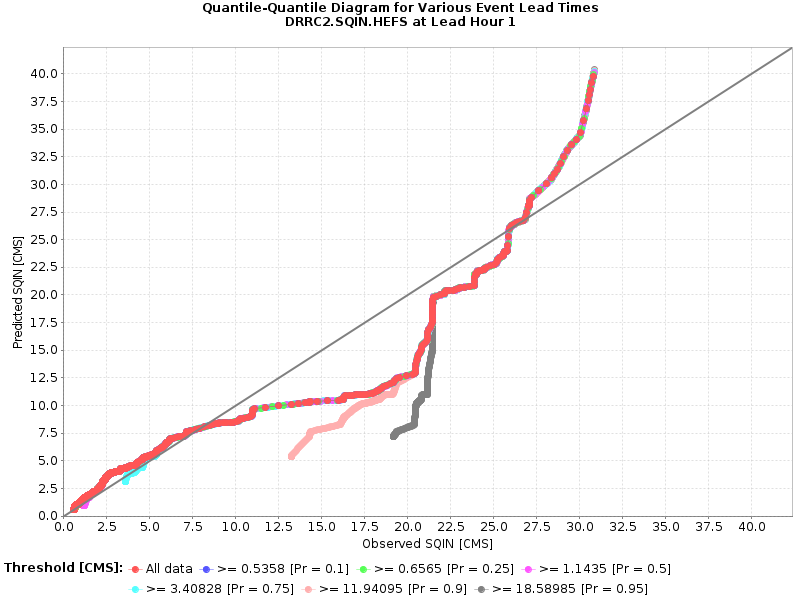 Quantile-Quantile Diagram for Various Event Lead Times
DRRC2.SQIN.HEFS at Lead Hour 1
Predicted SQIN [CMS]
40.0
37.5
35.0
32.5
30.0
27.5
25.0
22.5
20.0
17.5
15.0
12.5
10.0
7.5
5.0
2.5
0.0
0.0 2.5 5.0 7.5 10.0 12.5 15.0 17.5 20.0 22.5 25.0 27.5 30.0 32.5 35.0 37.5 40.0
Observed SQIN [CMS]
Threshold [CMS]: All data >= 0.5358 [Pr = 0.1] >= 0.6565 [Pr = 0.25] >= 1.1435 [Pr = 0.5]
>= 3.40828 [Pr = 0.75] >= 11.94095 [Pr = 0.9] >= 18.58985 [Pr = 0.95]